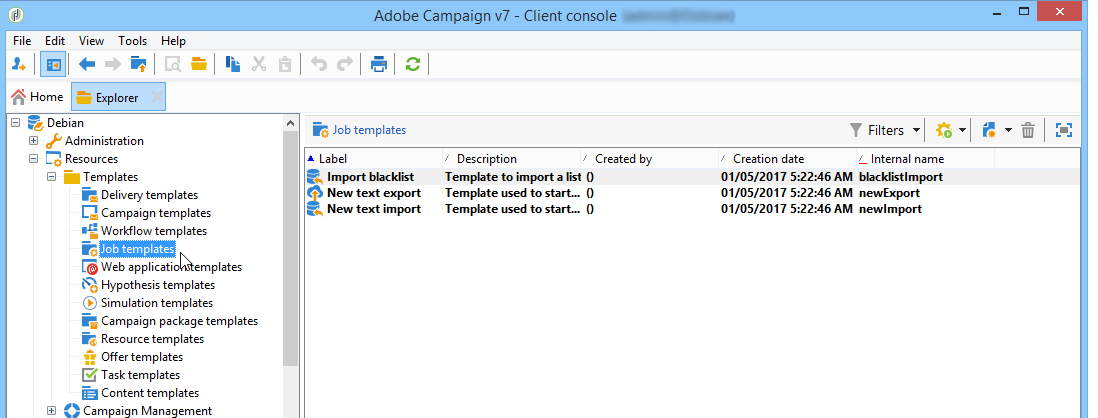 Adobe Campaign v7 - Client console
File Edit View Tools Help
Home Explorer
Debian
Administration
Resources
Templates
Delivery templates
Campaign templates
Workflow templates
Job templates
Web application templates
Hypothesis templates
Simulation templates
Campaign package templates
Resource templates
Offer templates
Task templates
Content templates
Campaign Management
Job templates Filters
Label Description Created by Creation date Internal name
Import blacklist Template to import a list () 01/05/2017 5:22:46 AM blacklistImport
New text export Template used to start... () 01/05/2017 5:22:46 AM newExport
New text import Template used to start... () 01/05/2017 5:22:46 AM newImport